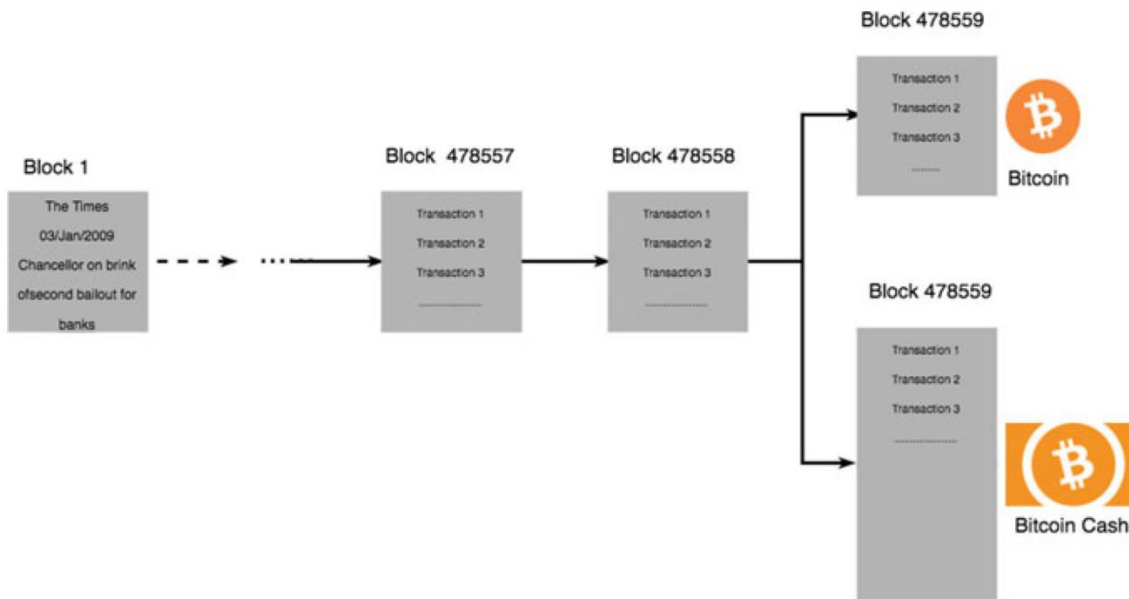 Block 1
The Times
03/Jan/2009
Chancellor on brink
ofsecond bailout for
banks
Block 478557
Transaction 1
Transaction 2
Transaction 3
...................
Block 478558
Transaction 1
Transaction 2
Transaction 3
...................
Block 478559
Transaction 1
Transaction 2
Transaction 3
........
Bitcoin
Block 478559
Transaction 1
Transaction 2
Transaction 3
...................
Bitcoin Cash